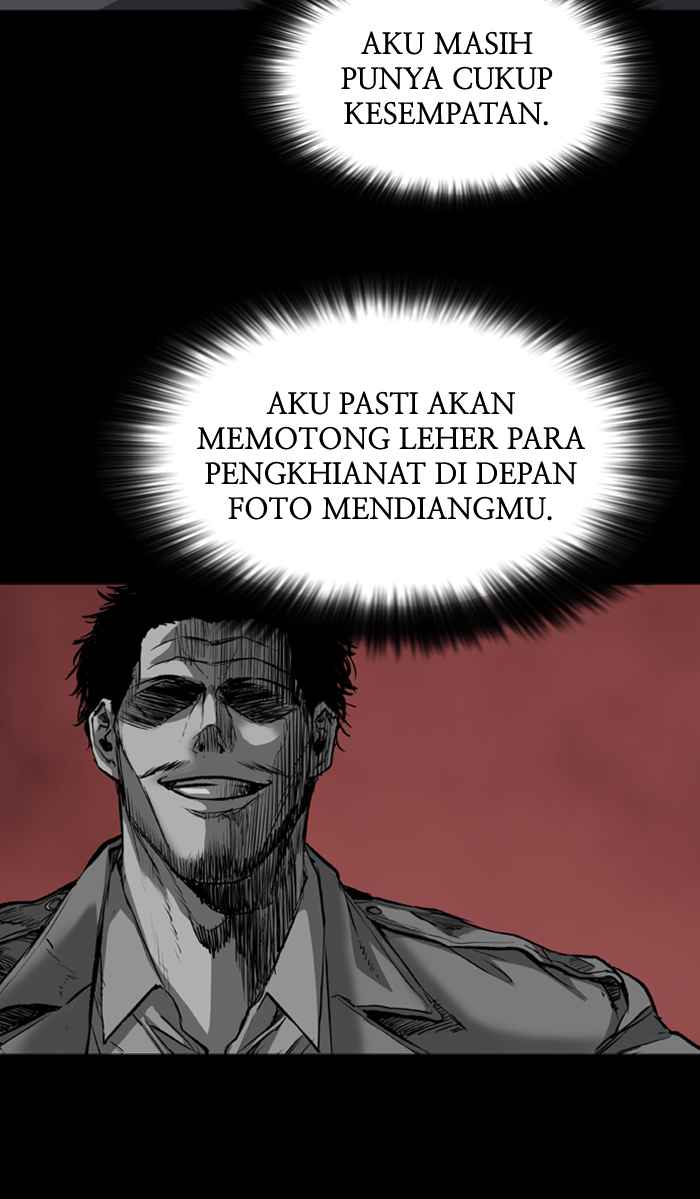 AKU MASIH
PUNYA CUKUP
KESEMPATAN.
AKU PASTI AKAN
MEMOTONG LEHER PARA
PENGKHIANAT DI DEPAN
FOTO MENDIANGMU.